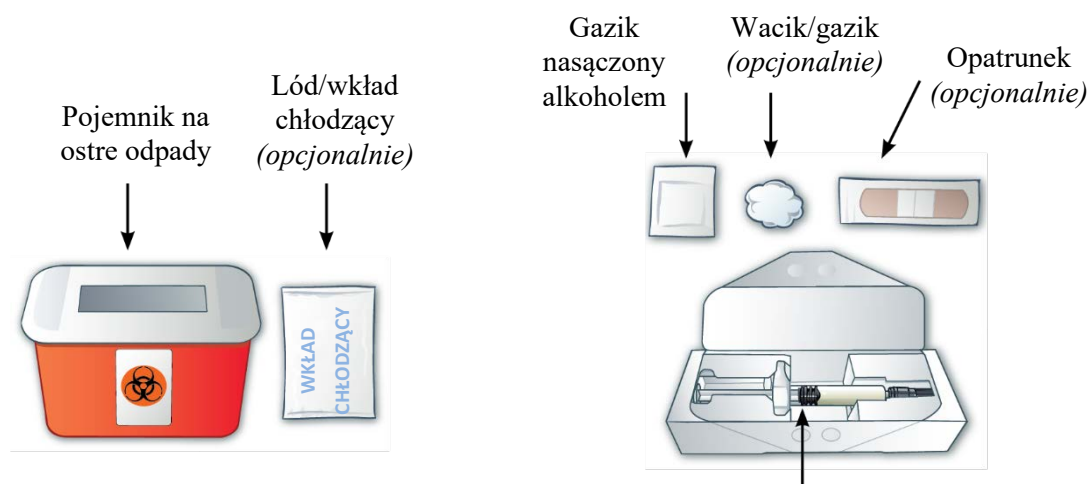 Pojemnik na
ostre odpady
Lód/wkład
chłodzący
(opcjonalnie)
WKŁAD
CHŁODZĄCY
Gazik
nasączony
alkoholem
Wacik/gazik
(opcjonalnie)
Opatrunek
(opcjonalnie)